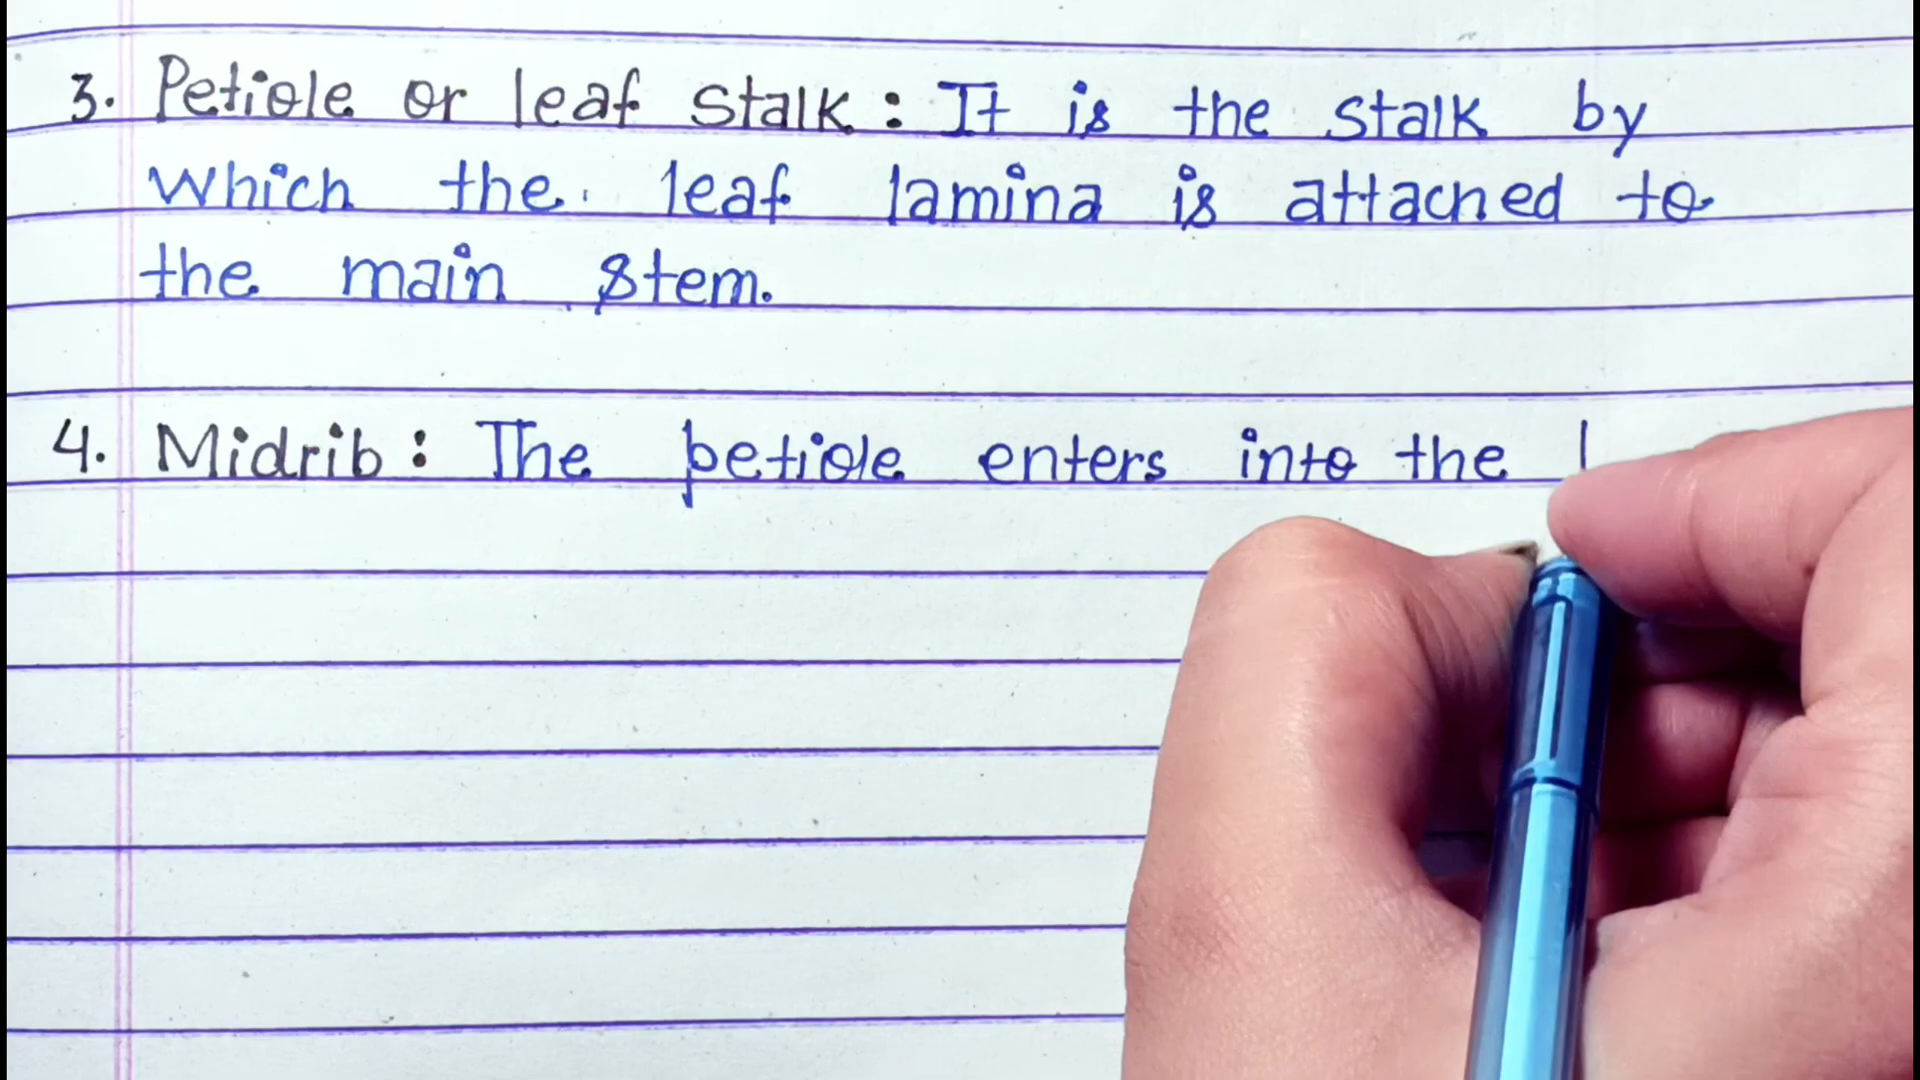 3. Petiole or leaf stalk : It is the stalk by
which the leaf lamina is attached to
the main stem.
4. Midrib : The petiole enters into the l